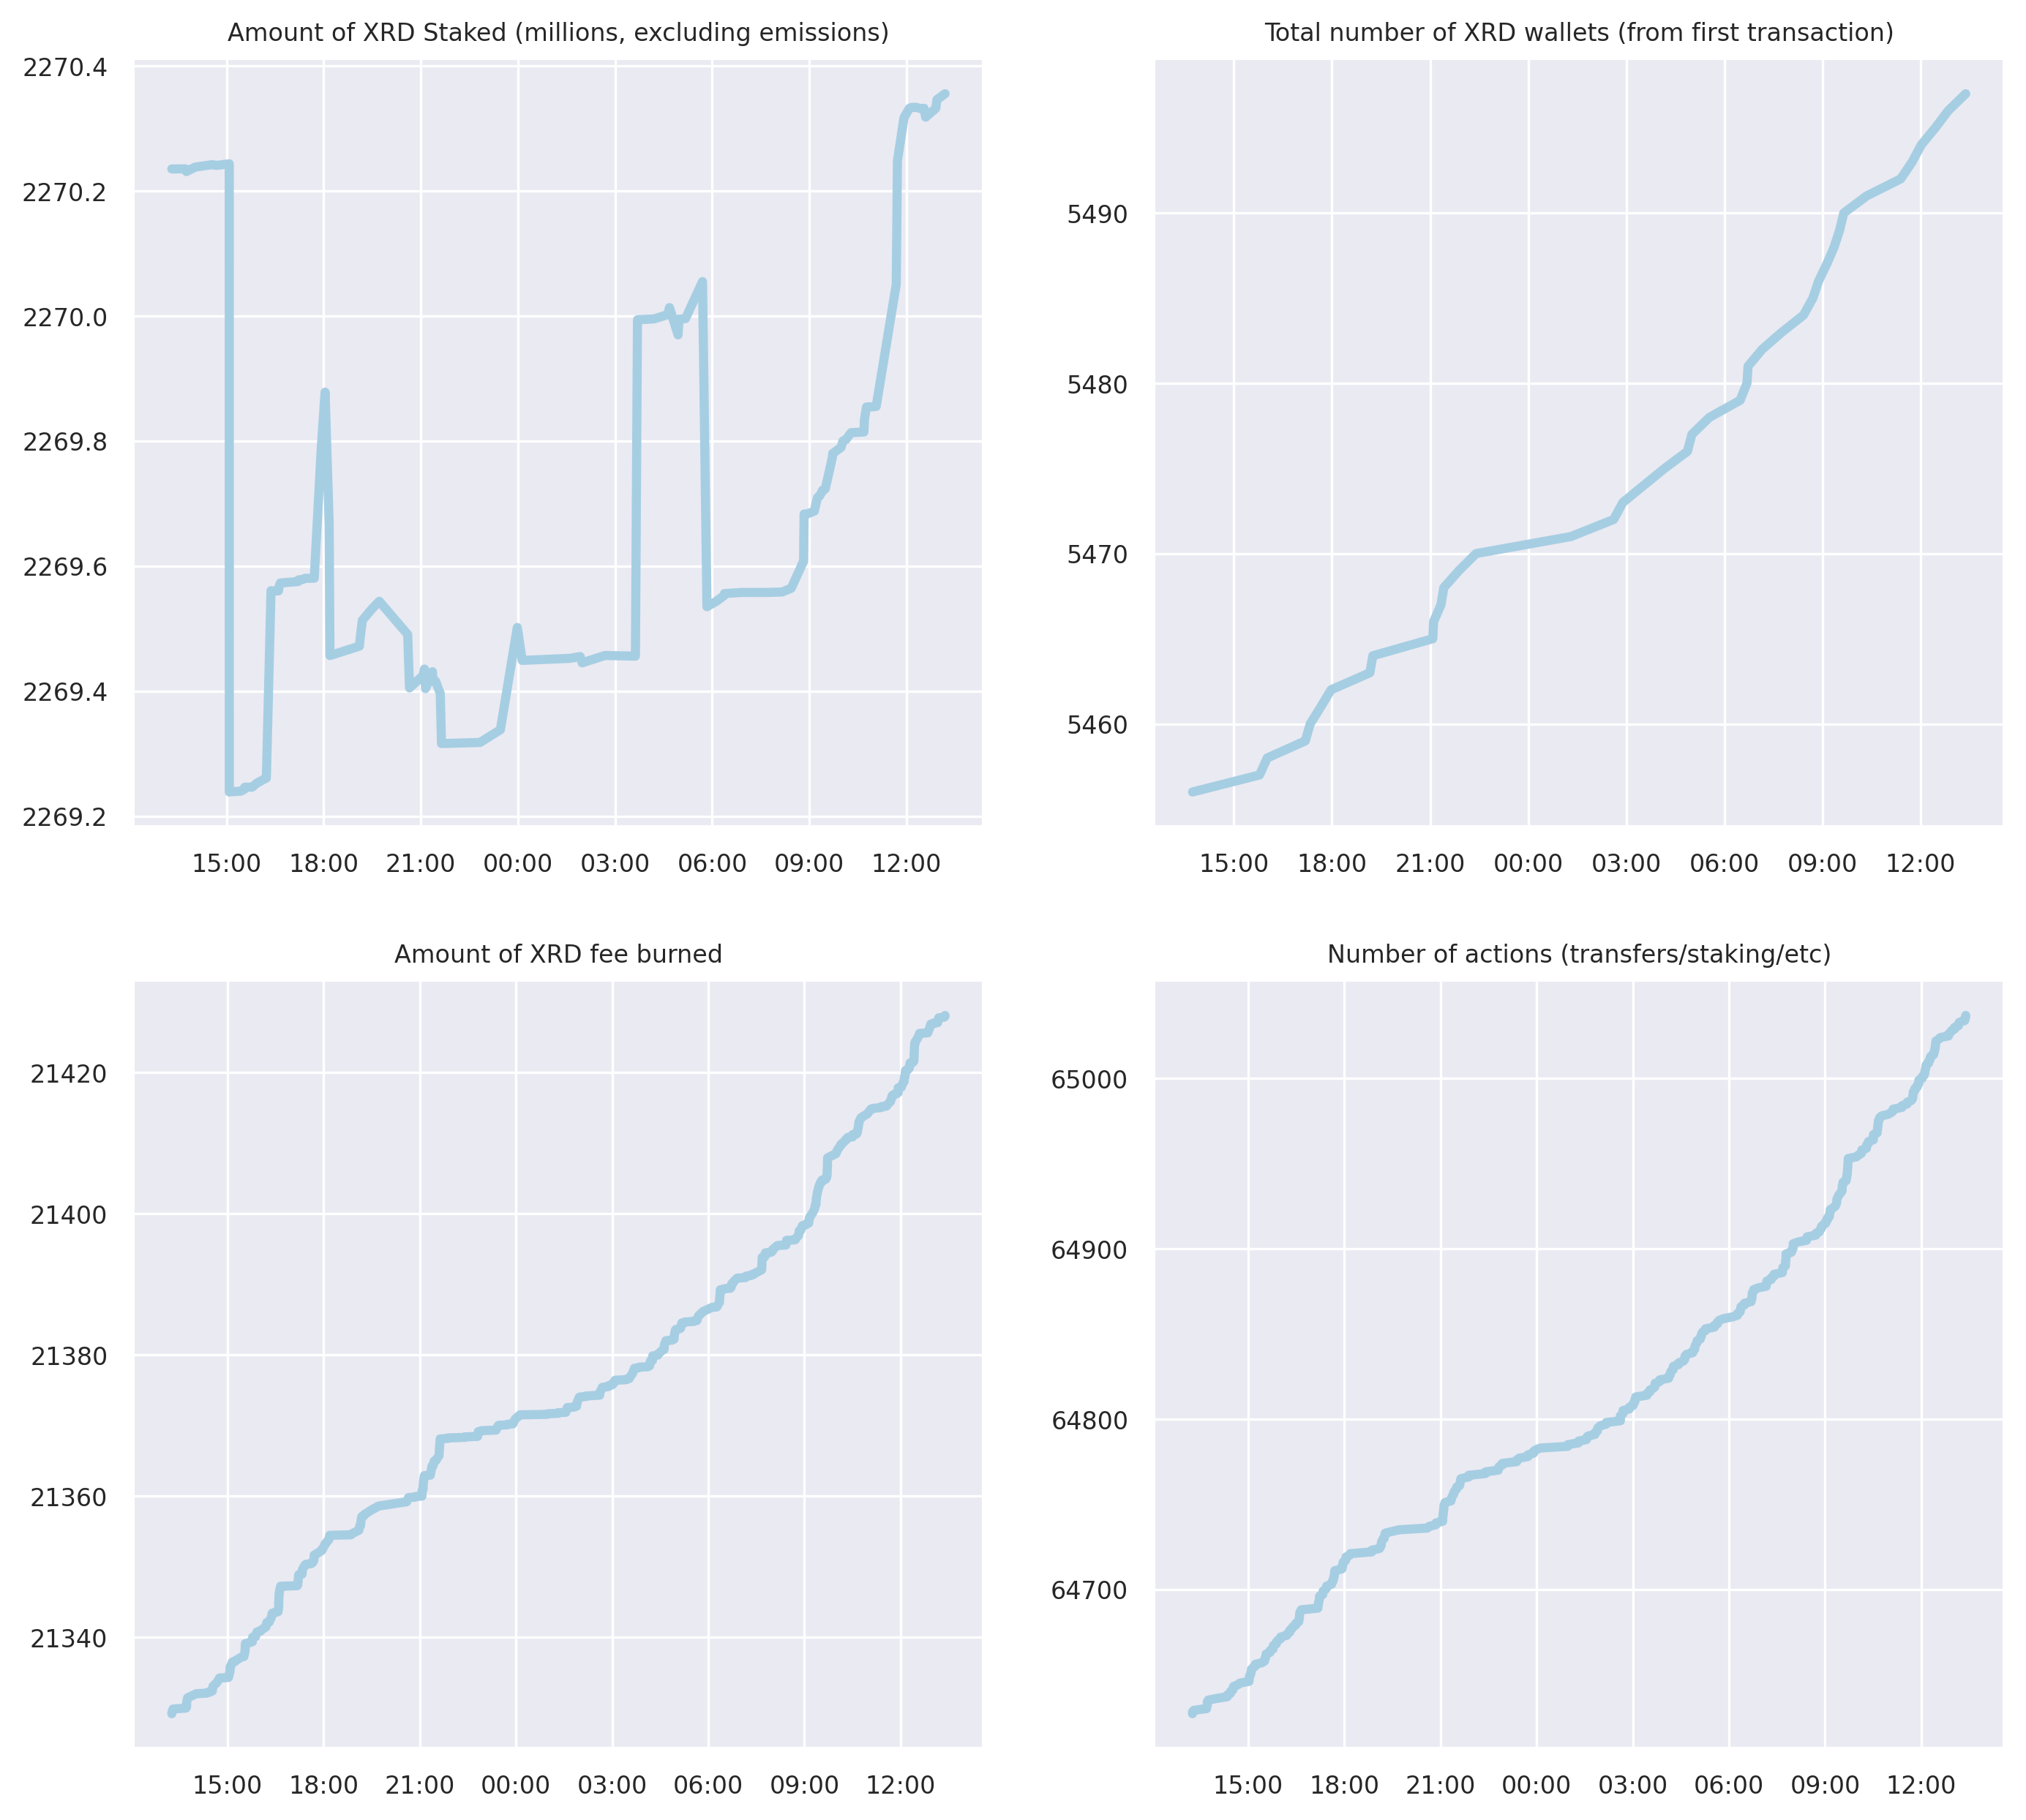 Amount of XRD Staked (millions, excluding emissions)
2270.4
2270.2
2270.0
2269.8
2269.6
2269.4
2269.2
15:00 18:00 21:00 00:00 03:00 06:00 09:00 12:00
Total number of XRD wallets (from first transaction)
5490
5480
5470
5460
15:00 18:00 21:00 00:00 03:00 06:00 09:00 12:00
Amount of XRD fee burned
21420
21400
21380
21360
21340
15:00 18:00 21:00 00:00 03:00 06:00 09:00 12:00
Number of actions (transfers/staking/etc)
65000
64900
64800
64700
15:00 18:00 21:00 00:00 03:00 06:00 09:00 12:00